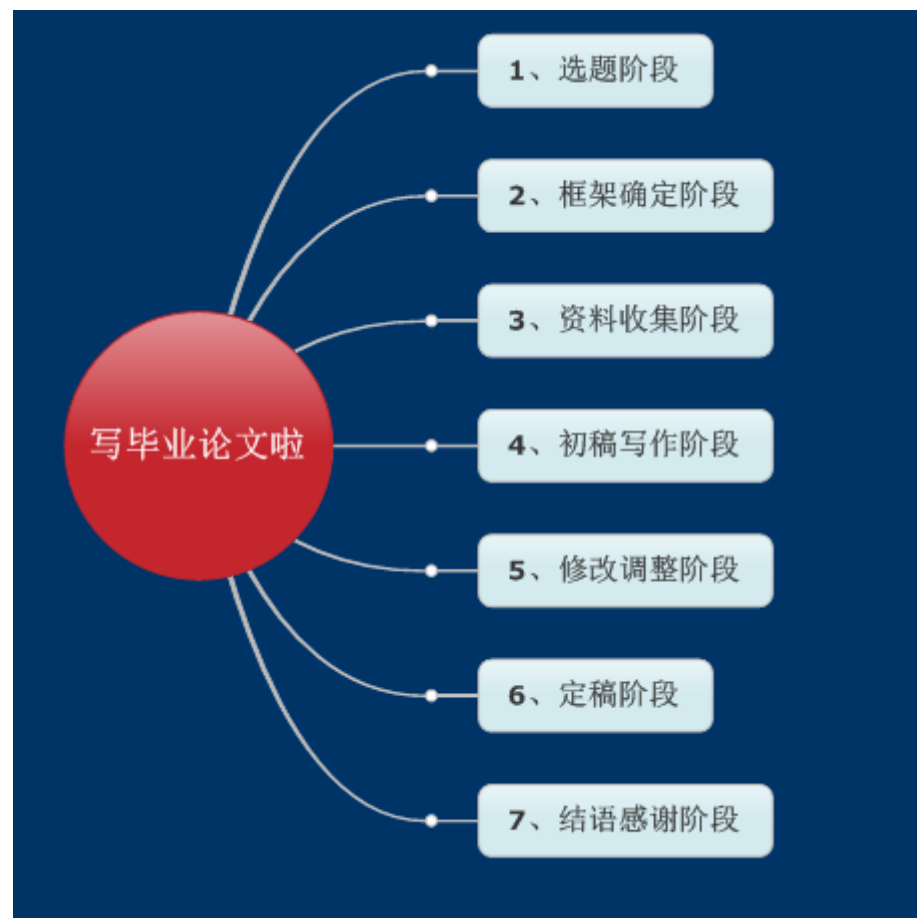 1、选题阶段
2、框架确定阶段
3、资料收集阶段
写毕业论文啦
4、初稿写作阶段
5、修改调整阶段
6、定稿阶段
7、结语感谢阶段